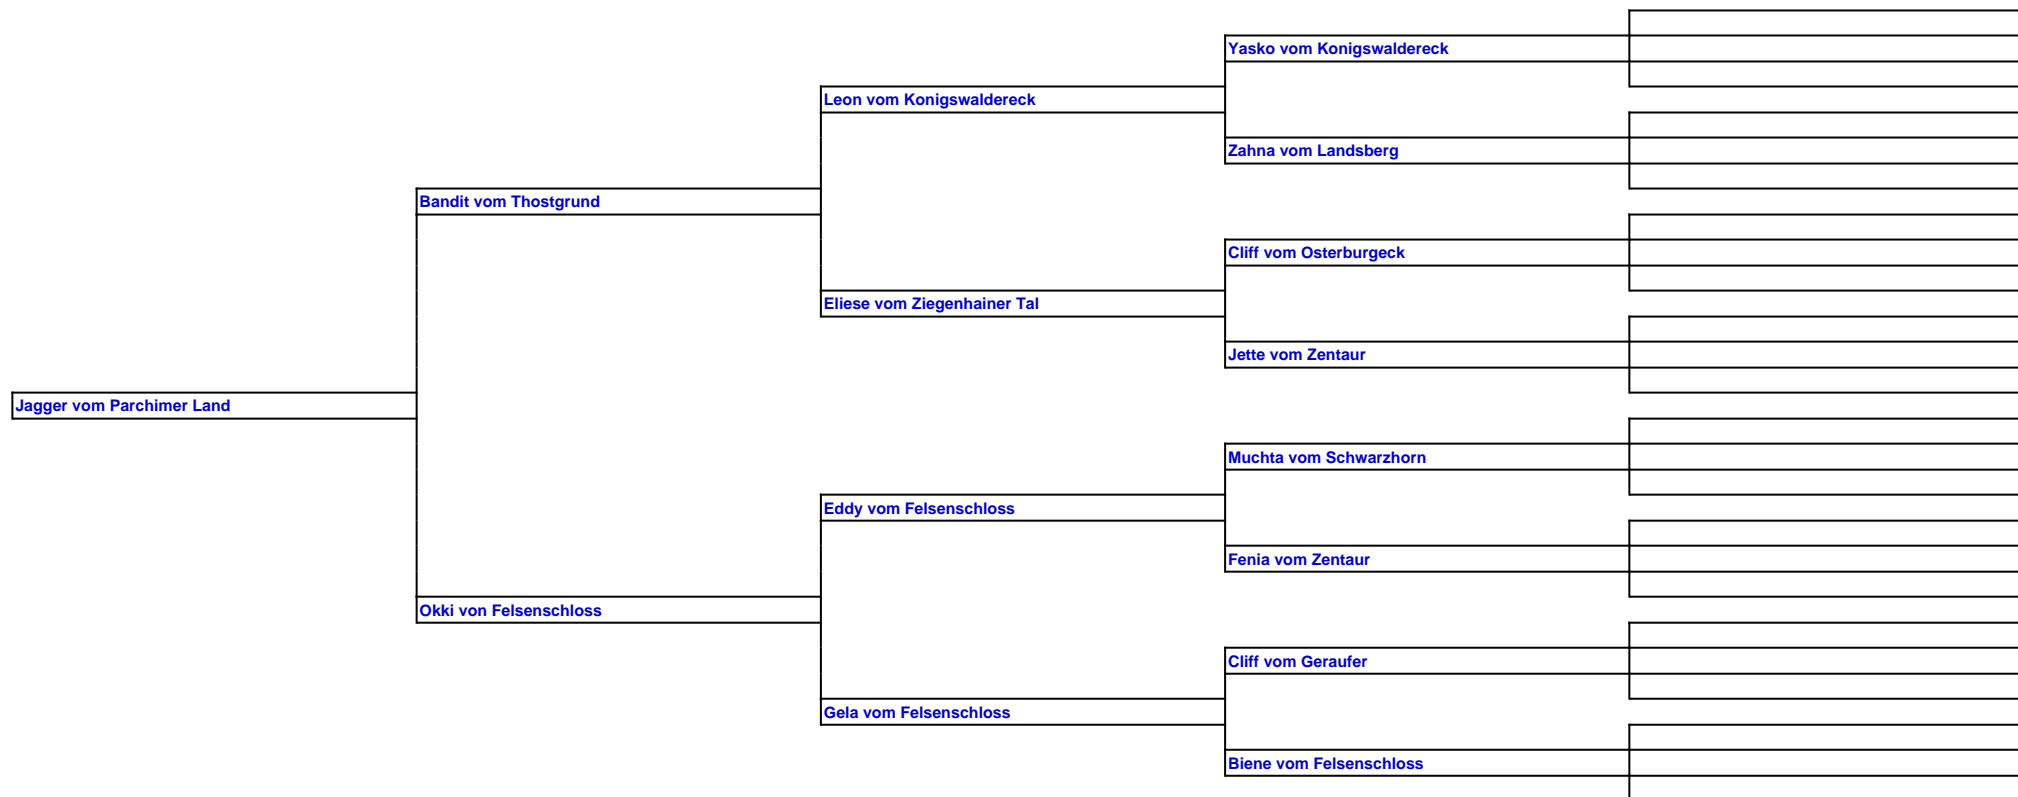 Yasko vom Konigswaldereck
Leon vom Konigswaldereck
Zahna vom Landsberg
Bandit vom Thostgrund
Cliff vom Osterburgeck
Eliese vom Ziegenhainer Tal
Jette vom Zentaur
Jagger vom Parchimer Land
Muchta vom Schwarzhorn
Eddy vom Felsenschloss
Fenia vom Zentaur
Okki von Felsenschloss
Cliff vom Geraufer
Gela vom Felsenschloss
Biene vom Felsenschloss